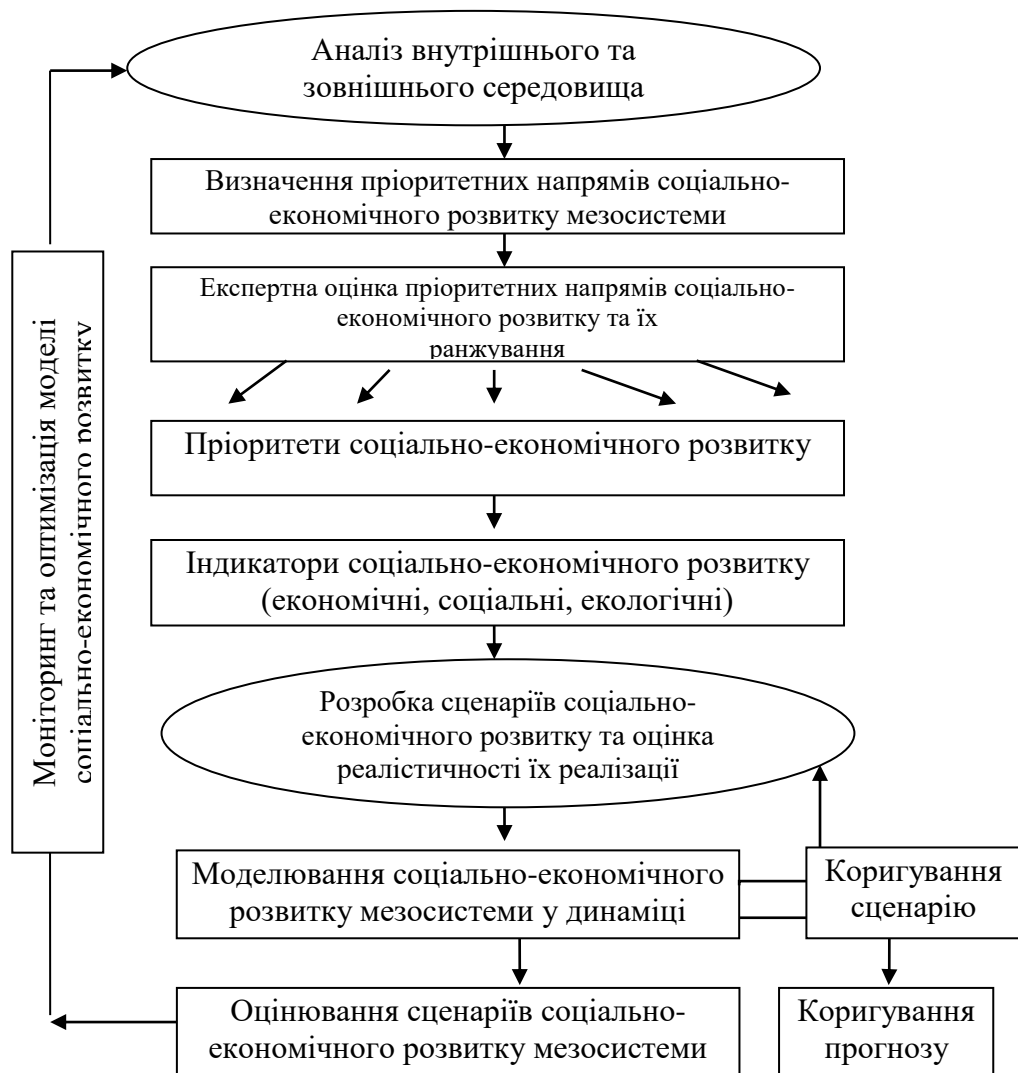 Аналіз внутрішнього та
зовнішнього середовища
Визначення пріоритетних напрямів соціально-
економічного розвитку мезосистеми
Експертна оцінка пріоритетних напрямів соціально-
економічного розвитку та їх
ранжування
Пріоритети соціально-економічного розвитку
Індикатори соціально-економічного розвитку
(економічні, соціальні, екологічні)
Розробка сценаріїв соціально-
економічного розвитку та оцінка
реалістичності їх реалізації
Моделювання соціально-економічного
розвитку мезосистеми у динаміці
Коригування
сценарію
Оцінювання сценаріїв соціально-
економічного розвитку мезосистеми
Коригування
прогнозу
Моніторинг та оптимізація моделі
соціально-економічного розвитку